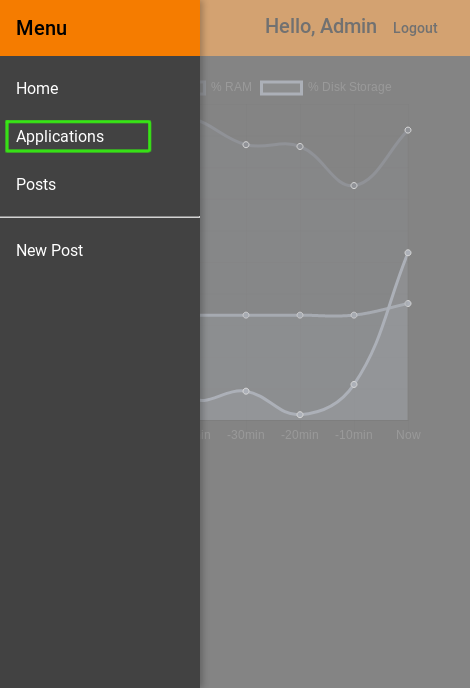 Menu
Hello, Admin
Logout
Home
% RAM
% Disk Storage
Applications
Posts
New Post
-30min
-20min
-10min
Now